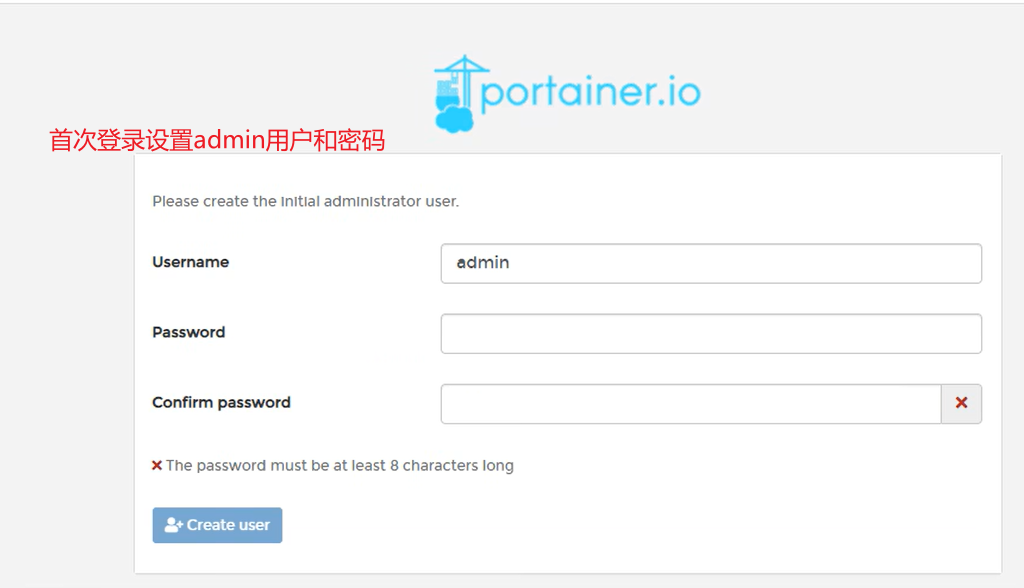 portainer.io
首次登录设置admin用户和密码
Please create the initial administrator user.
Username
admin
Password
Confirm password
The password must be at least 8 characters long
Create user